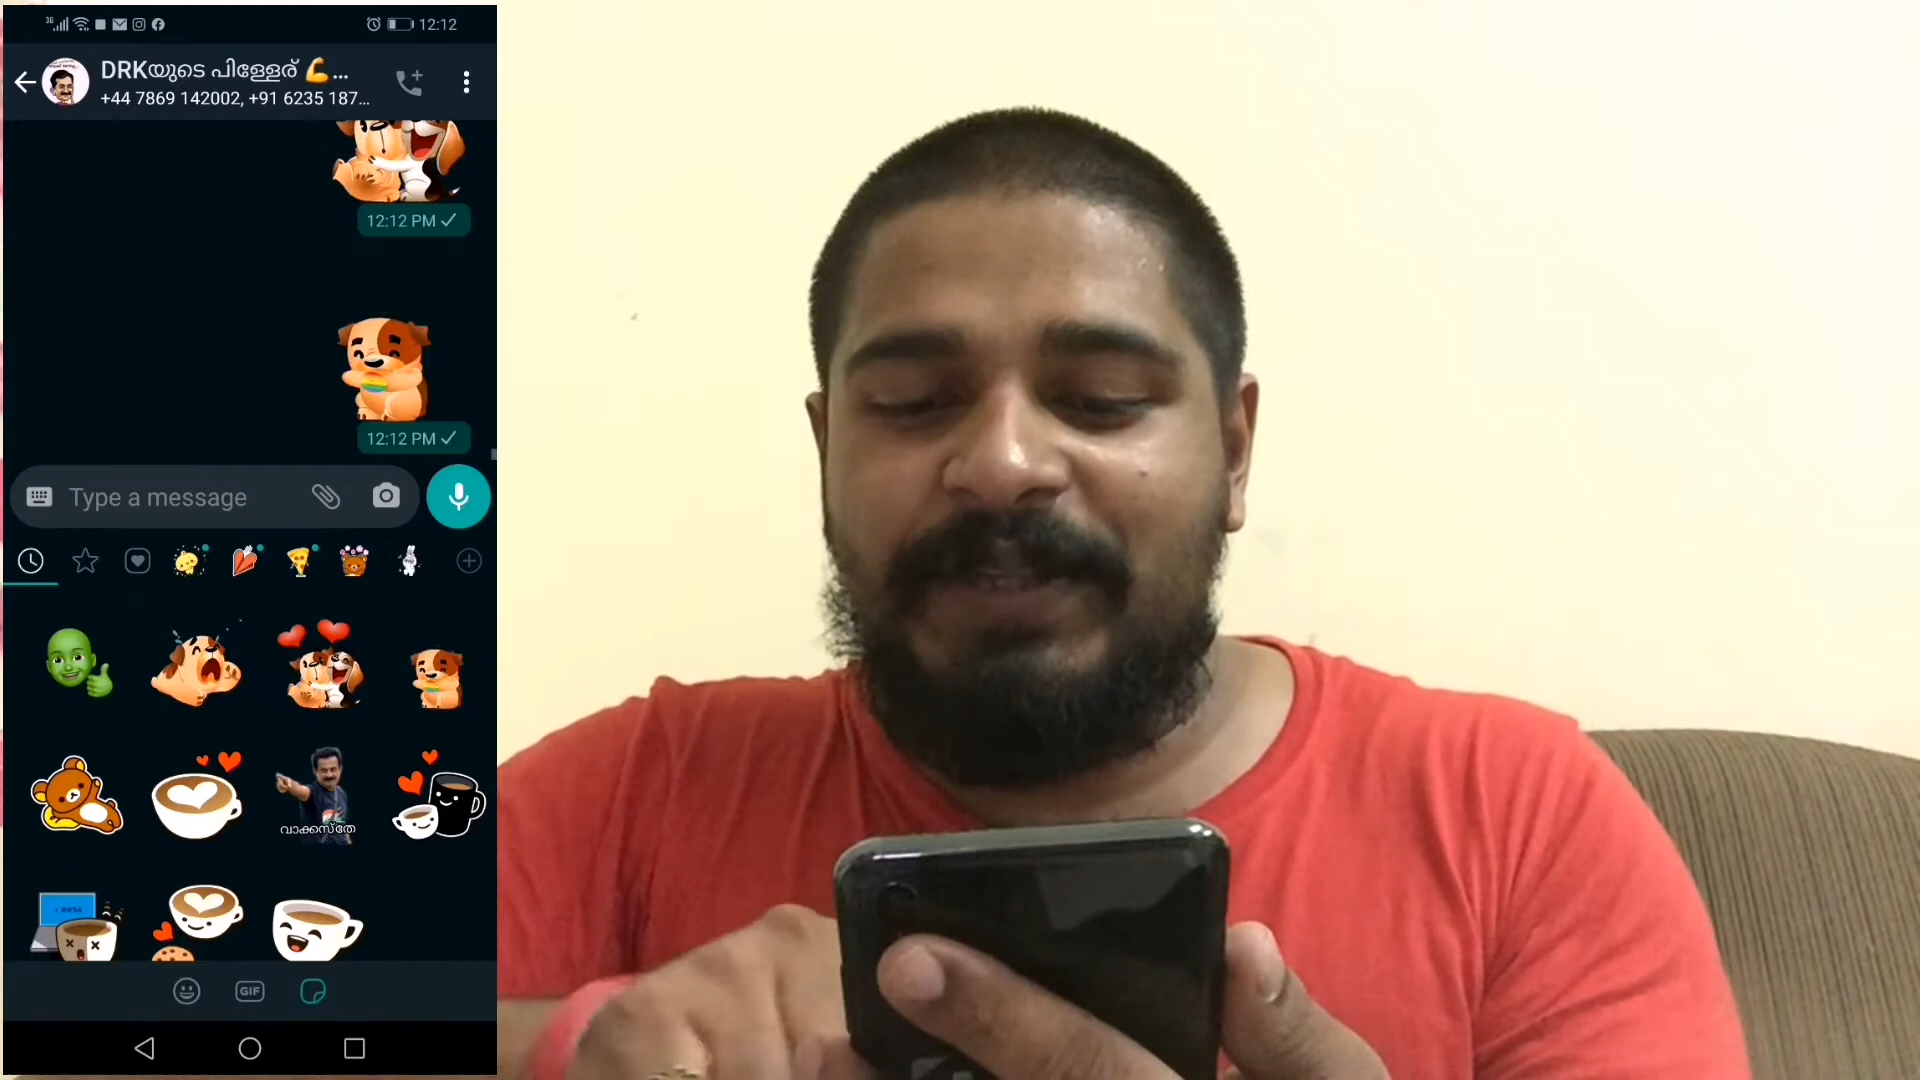 3G
12:12
DRKയുടെ പിള്ളേര് 💪...
+44 7869 142002, +91 6235 187...
12:12 PM
12:12 PM
Type a message
വാക്കസ്തേ
GIF